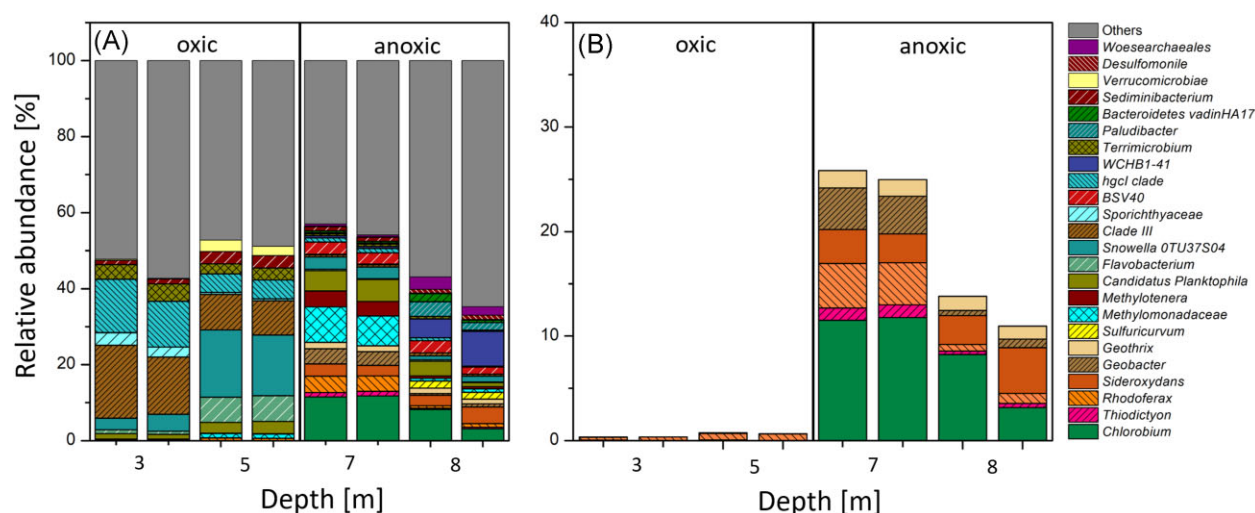 (A)
oxic
anoxic
Relative abundance [%]
100
80
60
40
20
0
3
5
7
8
Depth [m]
(B)
oxic
anoxic
40
30
20
10
0
3
5
7
8
Depth [m]
Others
Woesearchaeales
Desulfomonile
Verrucomicrobiae
Sediminibacterium
Bacteroidetes vadinHA17
Paludibacter
Terrimicrobium
WCHB1-41
hgcI clade
BSV40
Sporichthyaceae
Clade III
Snowella 0TU37S04
Flavobacterium
Candidatus Planktophila
Methylotenera
Methylomonadaceae
Sulfuricurvum
Geothrix
Geobacter
Sideroxydans
Rhodoferax
Thiodictyon
Chlorobium